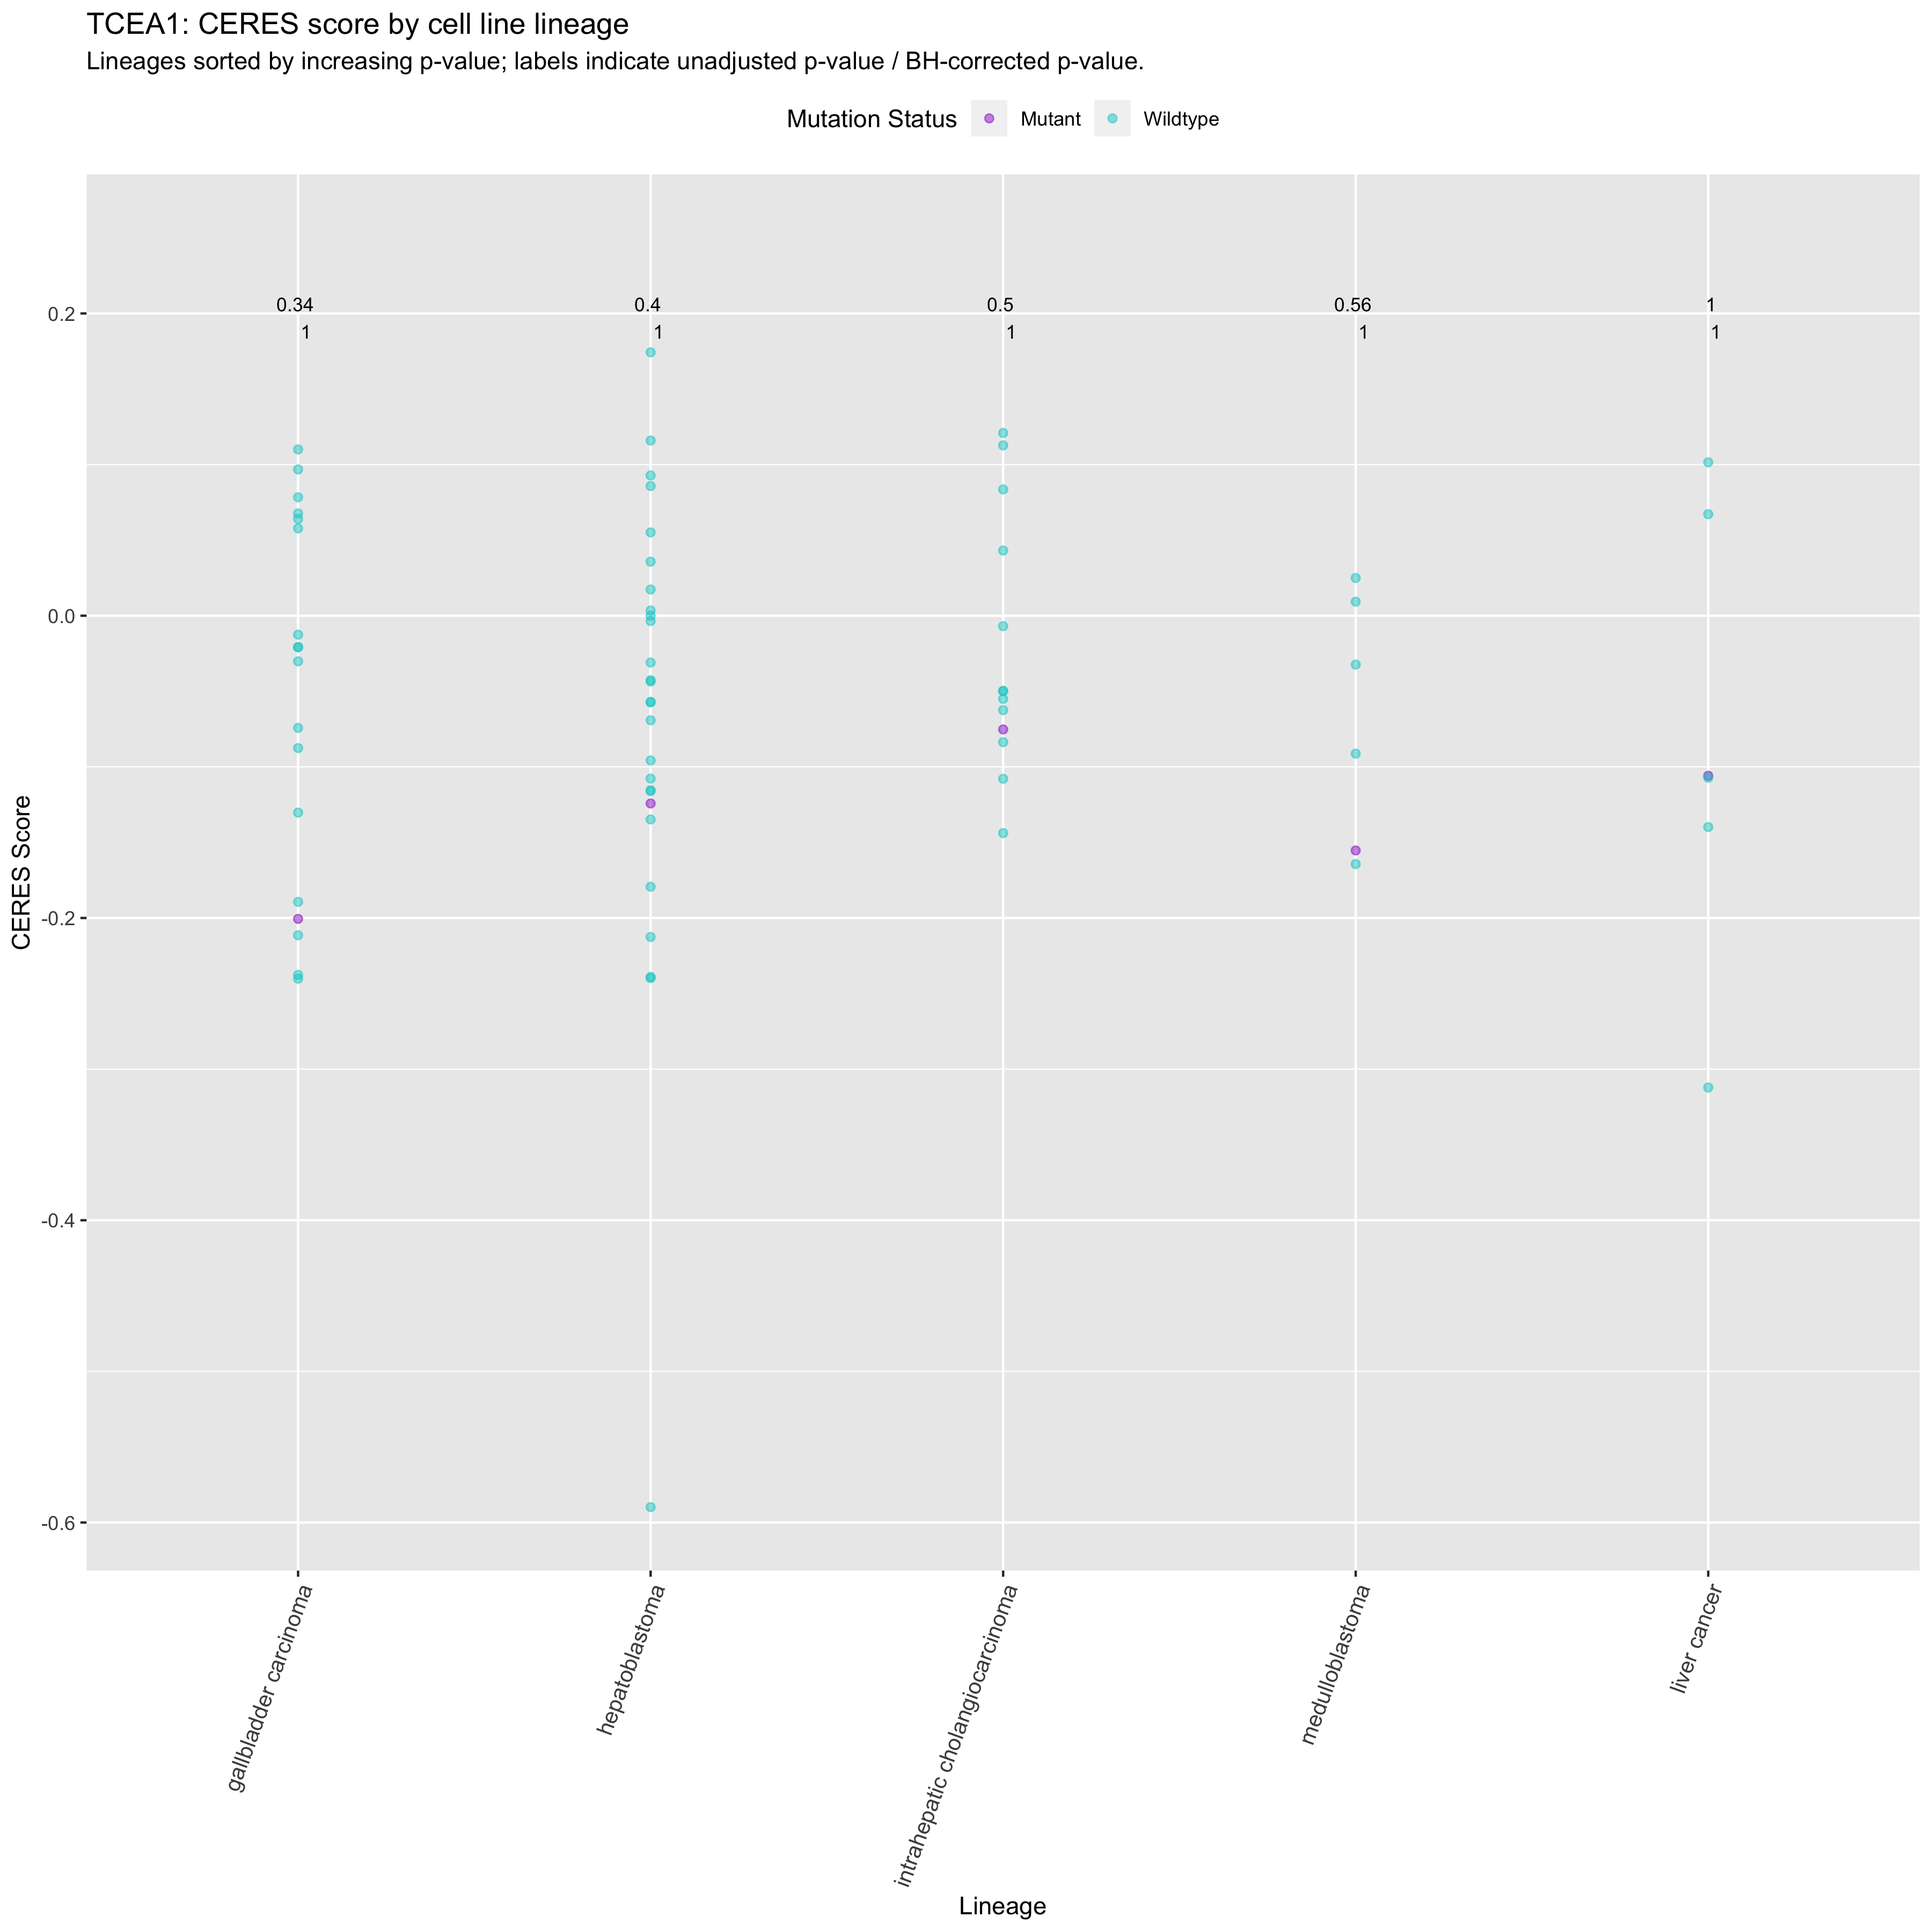 TCEA1: CERES score by cell line lineage
Lineages sorted by increasing p-value; labels indicate unadjusted p-value / BH-corrected p-value.
Mutation Status Mutant Wildtype
0.34 0.4 0.5 0.56 1
1 1 1 1 1
0.2
0.0
-0.2
-0.4
-0.6
CERES Score
gallbladder carcinoma
hepatoblastoma
intrahepatic cholangiocarcinoma
medulloblastoma
liver cancer
Lineage